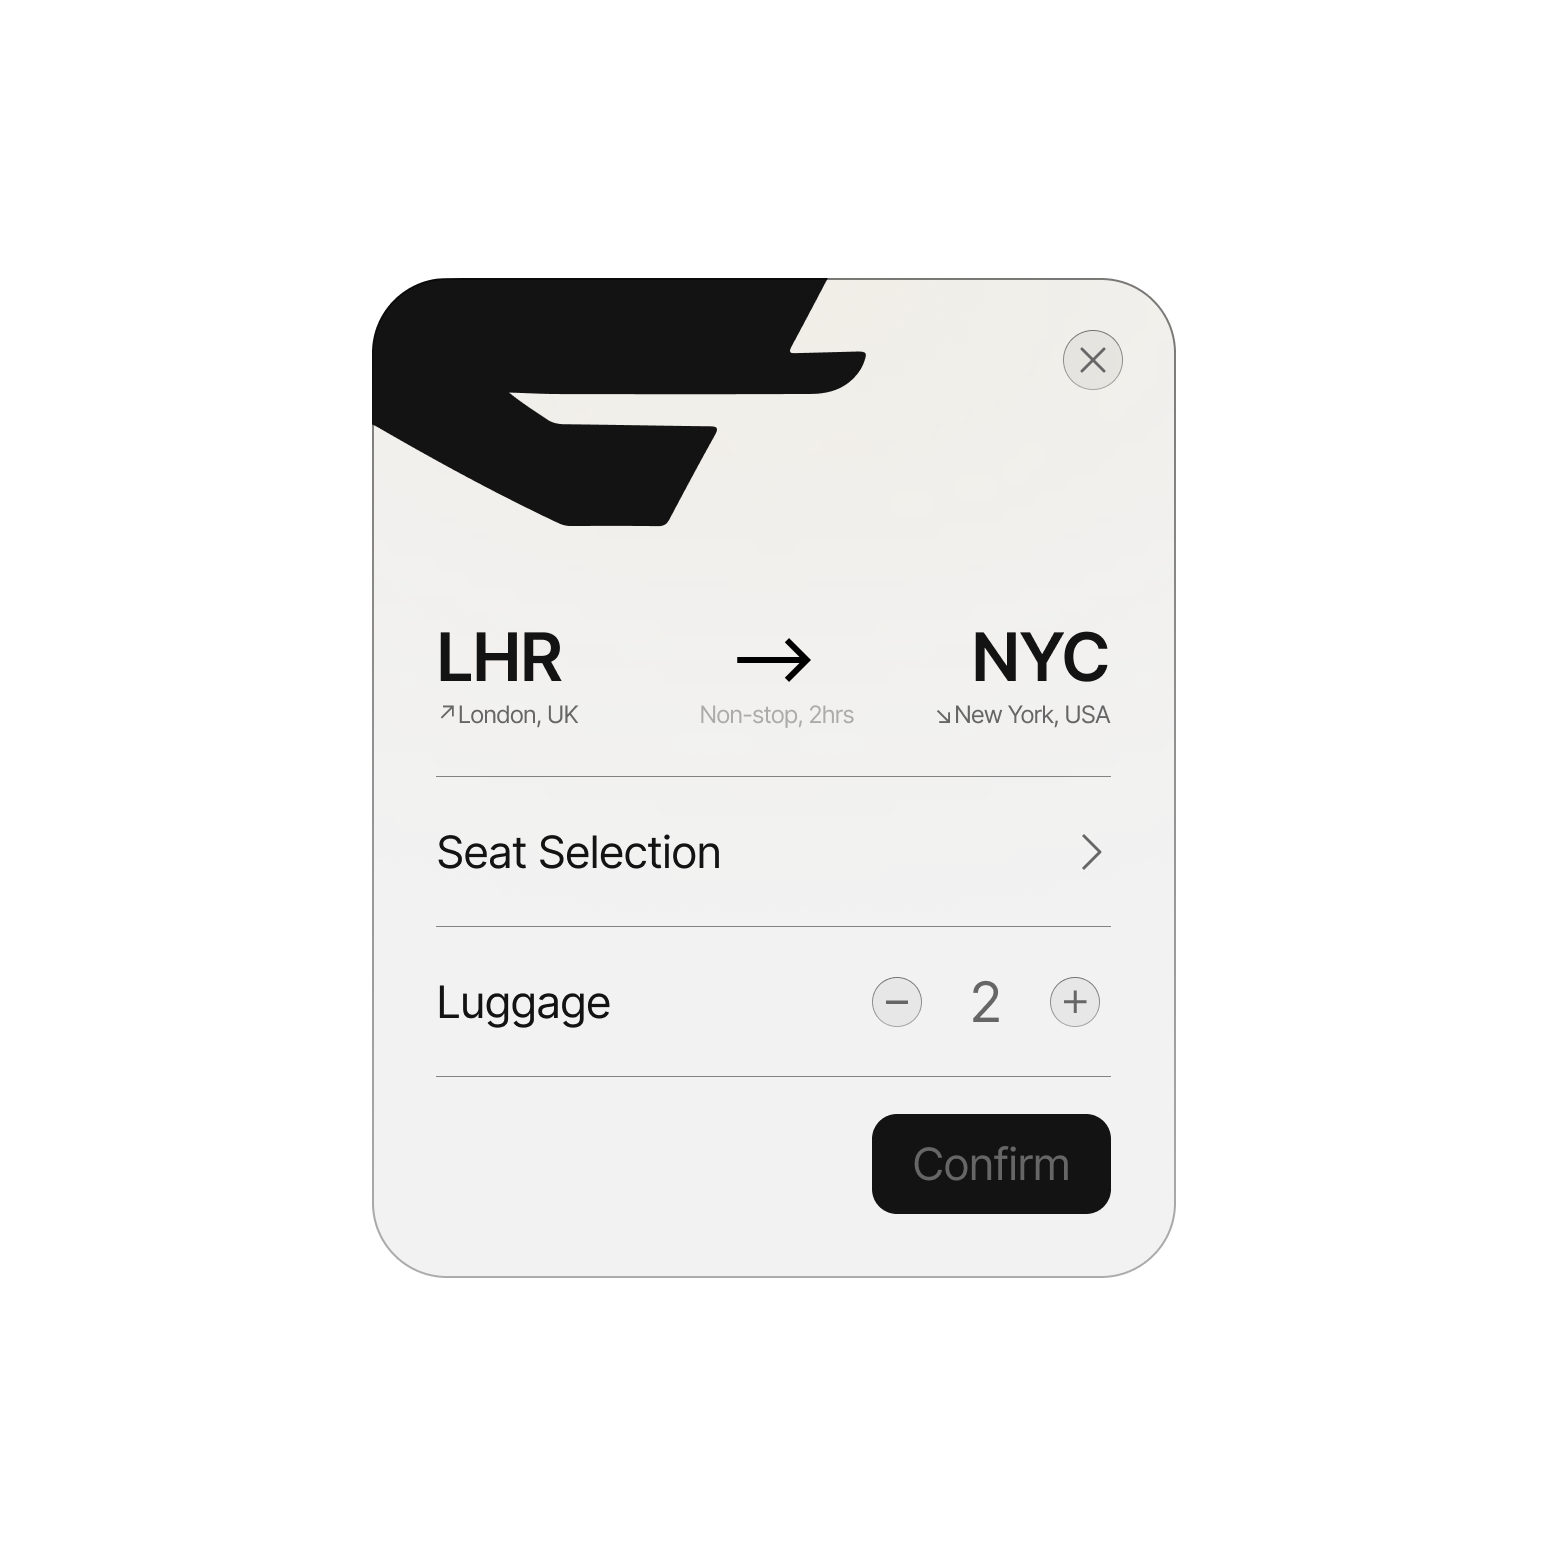 LHR → NYC
↗London, UK Non-stop, 2hrs ↘New York, USA
Seat Selection
Luggage − 2 +
Confirm